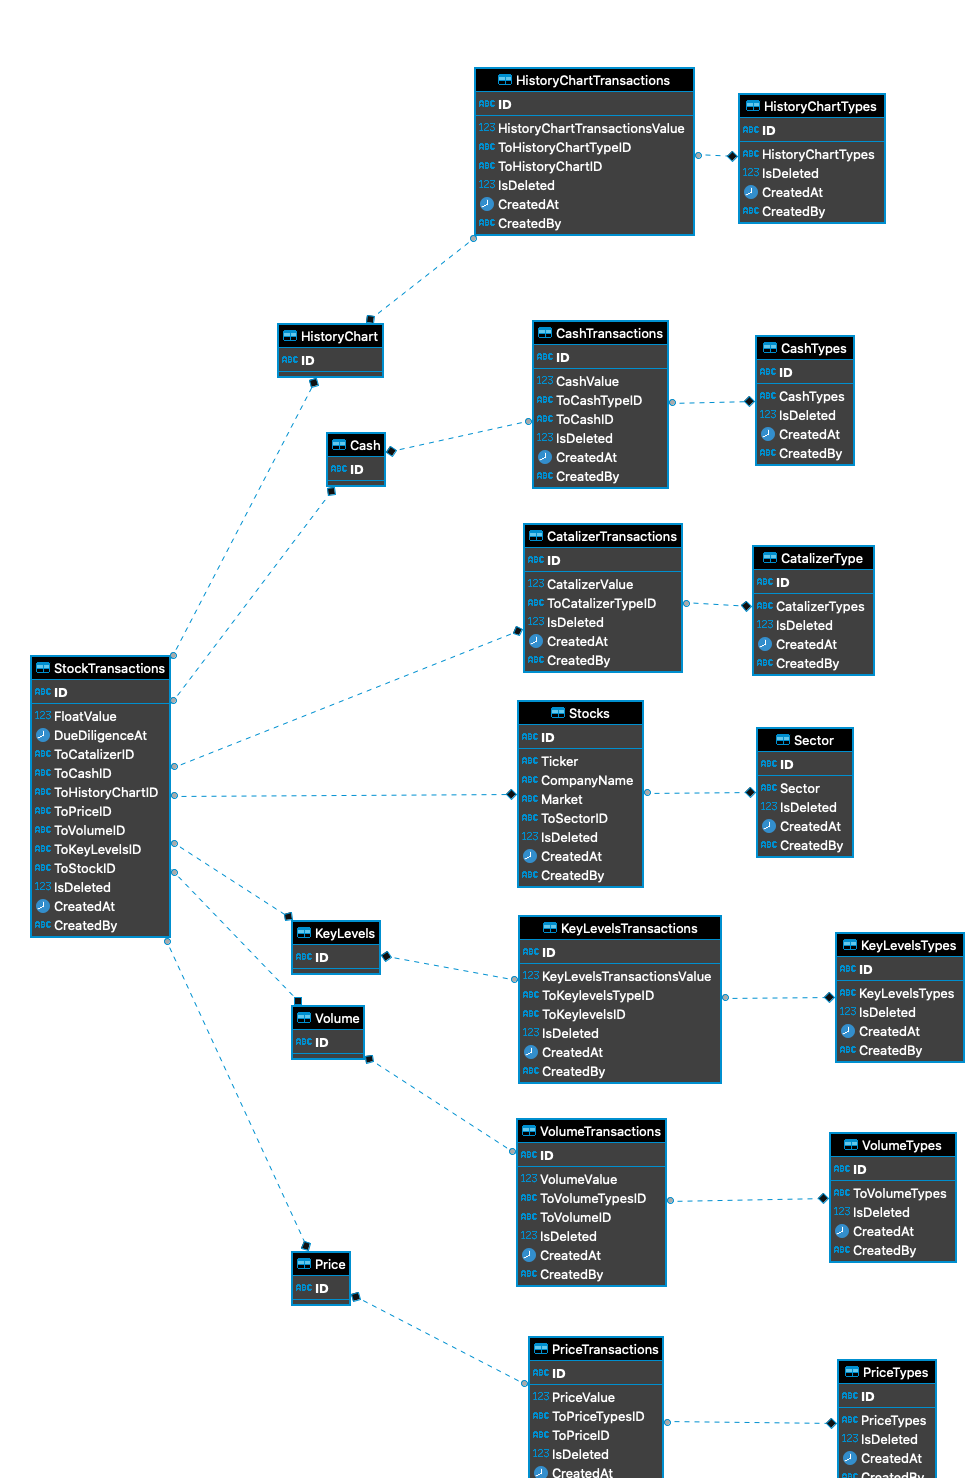 HistoryChartTransactions
ABC ID
123 HistoryChartTransactionsValue
ABC ToHistoryChartTypeID
ABC ToHistoryChartID
123 IsDeleted
CreatedAt
ABC CreatedBy
HistoryChartTypes
ABC ID
ABC HistoryChartTypes
123 IsDeleted
CreatedAt
ABC CreatedBy
HistoryChart
ABC ID
CashTransactions
ABC ID
123 CashValue
ABC ToCashTypeID
ABC ToCashID
123 IsDeleted
CreatedAt
ABC CreatedBy
CashTypes
ABC ID
ABC CashTypes
123 IsDeleted
CreatedAt
ABC CreatedBy
Cash
ABC ID
CatalizerTransactions
ABC ID
123 CatalizerValue
ABC ToCatalizerTypeID
123 IsDeleted
CreatedAt
ABC CreatedBy
CatalizerType
ABC ID
ABC CatalizerTypes
123 IsDeleted
CreatedAt
ABC CreatedBy
StockTransactions
ABC ID
123 FloatValue
DueDiligenceAt
ABC ToCatalizerID
ABC ToCashID
ABC ToHistoryChartID
ABC ToPriceID
ABC ToVolumeID
ABC ToKeyLevelsID
ABC ToStockID
123 IsDeleted
CreatedAt
ABC CreatedBy
Stocks
ABC ID
ABC Ticker
ABC CompanyName
ABC Market
ABC ToSectorID
123 IsDeleted
CreatedAt
ABC CreatedBy
Sector
ABC ID
ABC Sector
123 IsDeleted
CreatedAt
ABC CreatedBy
KeyLevels
ABC ID
KeyLevelsTransactions
ABC ID
123 KeyLevelsTransactionsValue
ABC ToKeylevelsTypeID
ABC ToKeylevelsID
123 IsDeleted
CreatedAt
ABC CreatedBy
KeyLevelsTypes
ABC ID
ABC KeyLevelsTypes
123 IsDeleted
CreatedAt
ABC CreatedBy
Volume
ABC ID
VolumeTransactions
ABC ID
123 VolumeValue
ABC ToVolumeTypesID
ABC ToVolumeID
123 IsDeleted
CreatedAt
ABC CreatedBy
VolumeTypes
ABC ID
ABC ToVolumeTypes
123 IsDeleted
CreatedAt
ABC CreatedBy
Price
ABC ID
PriceTransactions
ABC ID
123 PriceValue
ABC ToPriceTypesID
ABC ToPriceID
123 IsDeleted
CreatedAt
PriceTypes
ABC ID
ABC PriceTypes
123 IsDeleted
CreatedAt
ABC CreatedBy